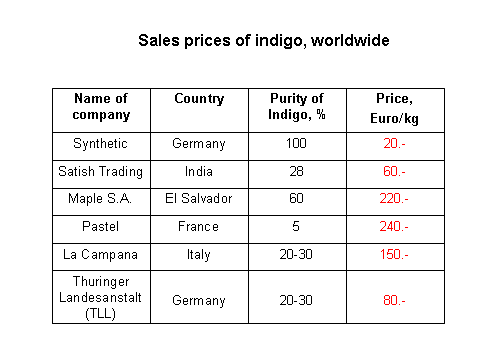 Sales prices of indigo, worldwide
Name of company Country Purity of Indigo, % Price, Euro/kg
Synthetic Germany 100 20.-
Satish Trading India 28 60.-
Maple S.A. El Salvador 60 220.-
Pastel France 5 240.-
La Campana Italy 20-30 150.-
Thuringer Landesanstalt (TLL) Germany 20-30 80.-